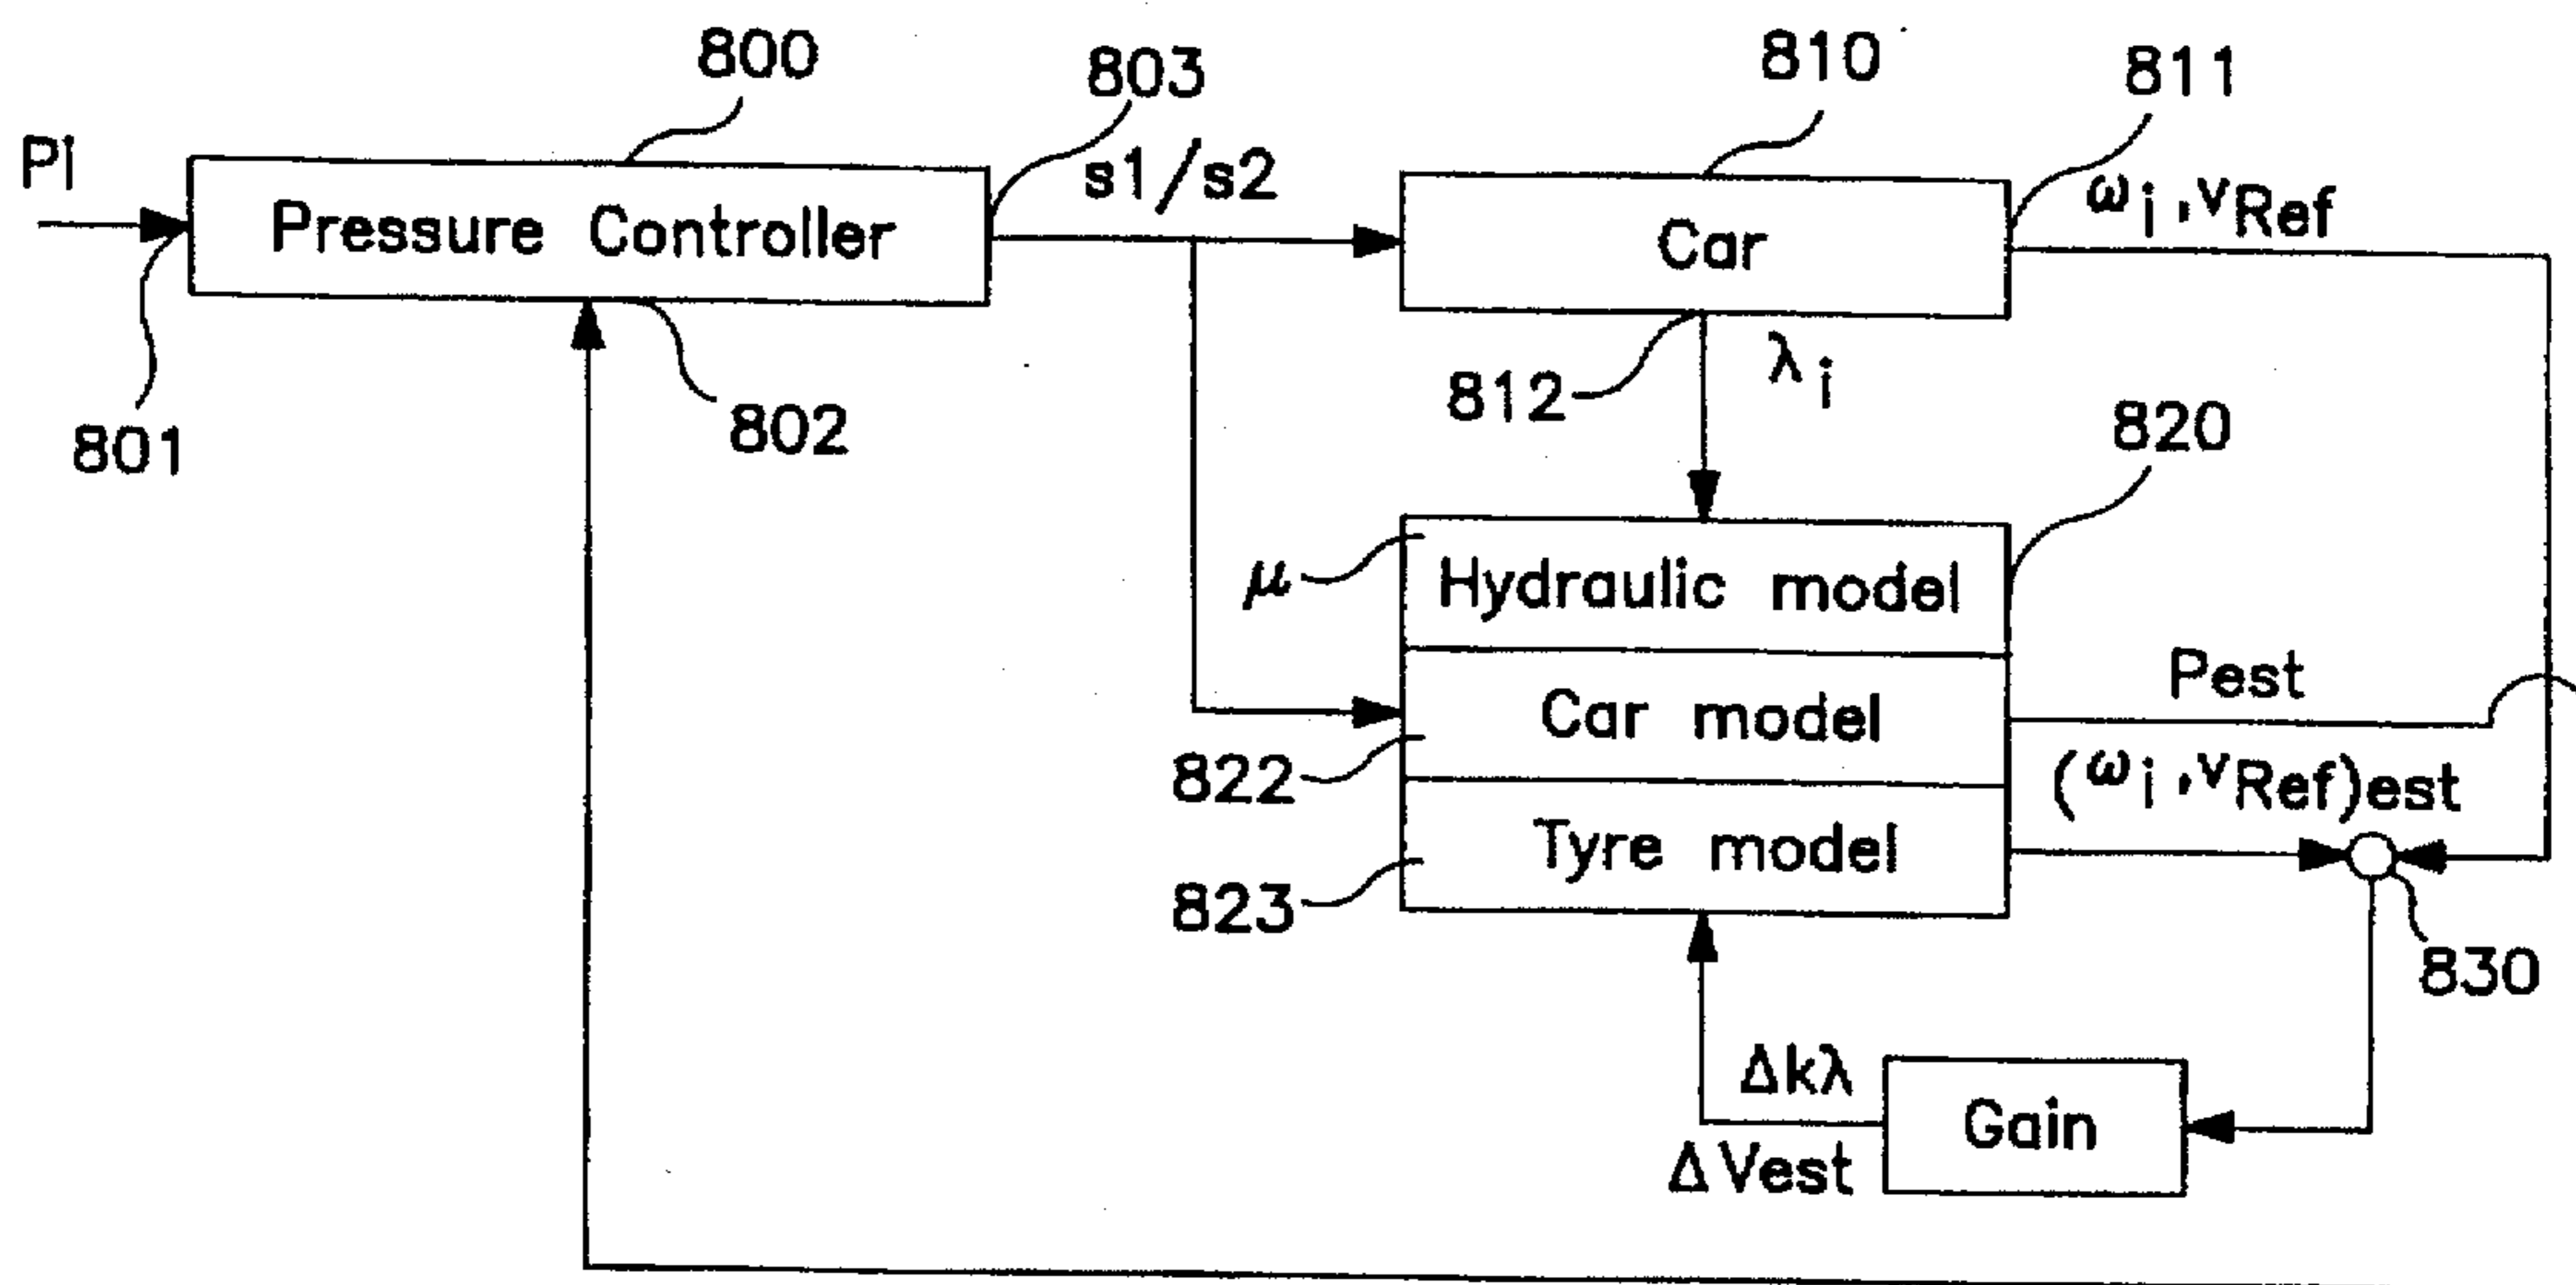 800
803
810
811
Pi
s1/s2
ωi,vRef
Pressure Controller
Car
801
802
812
λi
820
μ
Hydraulic model
Pest
Car model
822
(ωi,vRef)est
Tyre model
823
830
Δkλ
Gain
ΔVest